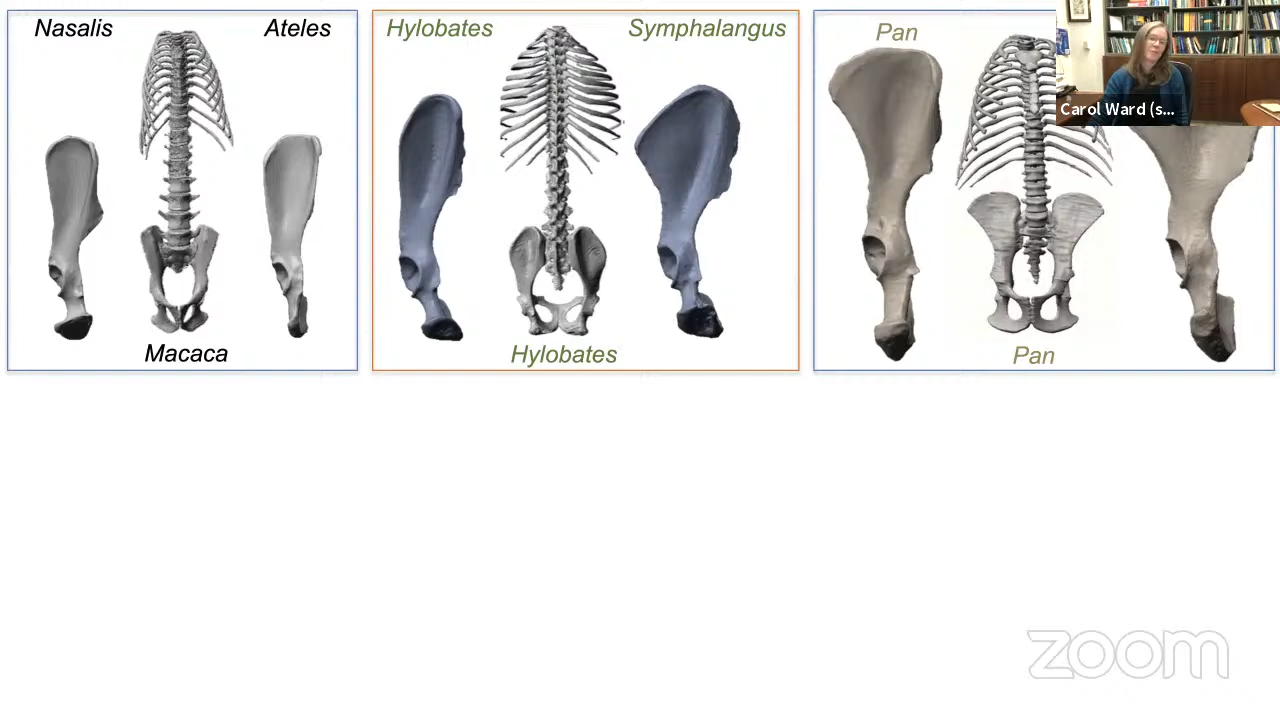 Nasalis
Ateles
Macaca
Hylobates
Symphalangus
Hylobates
Pan
Pan
Carol Ward (s...
zoom